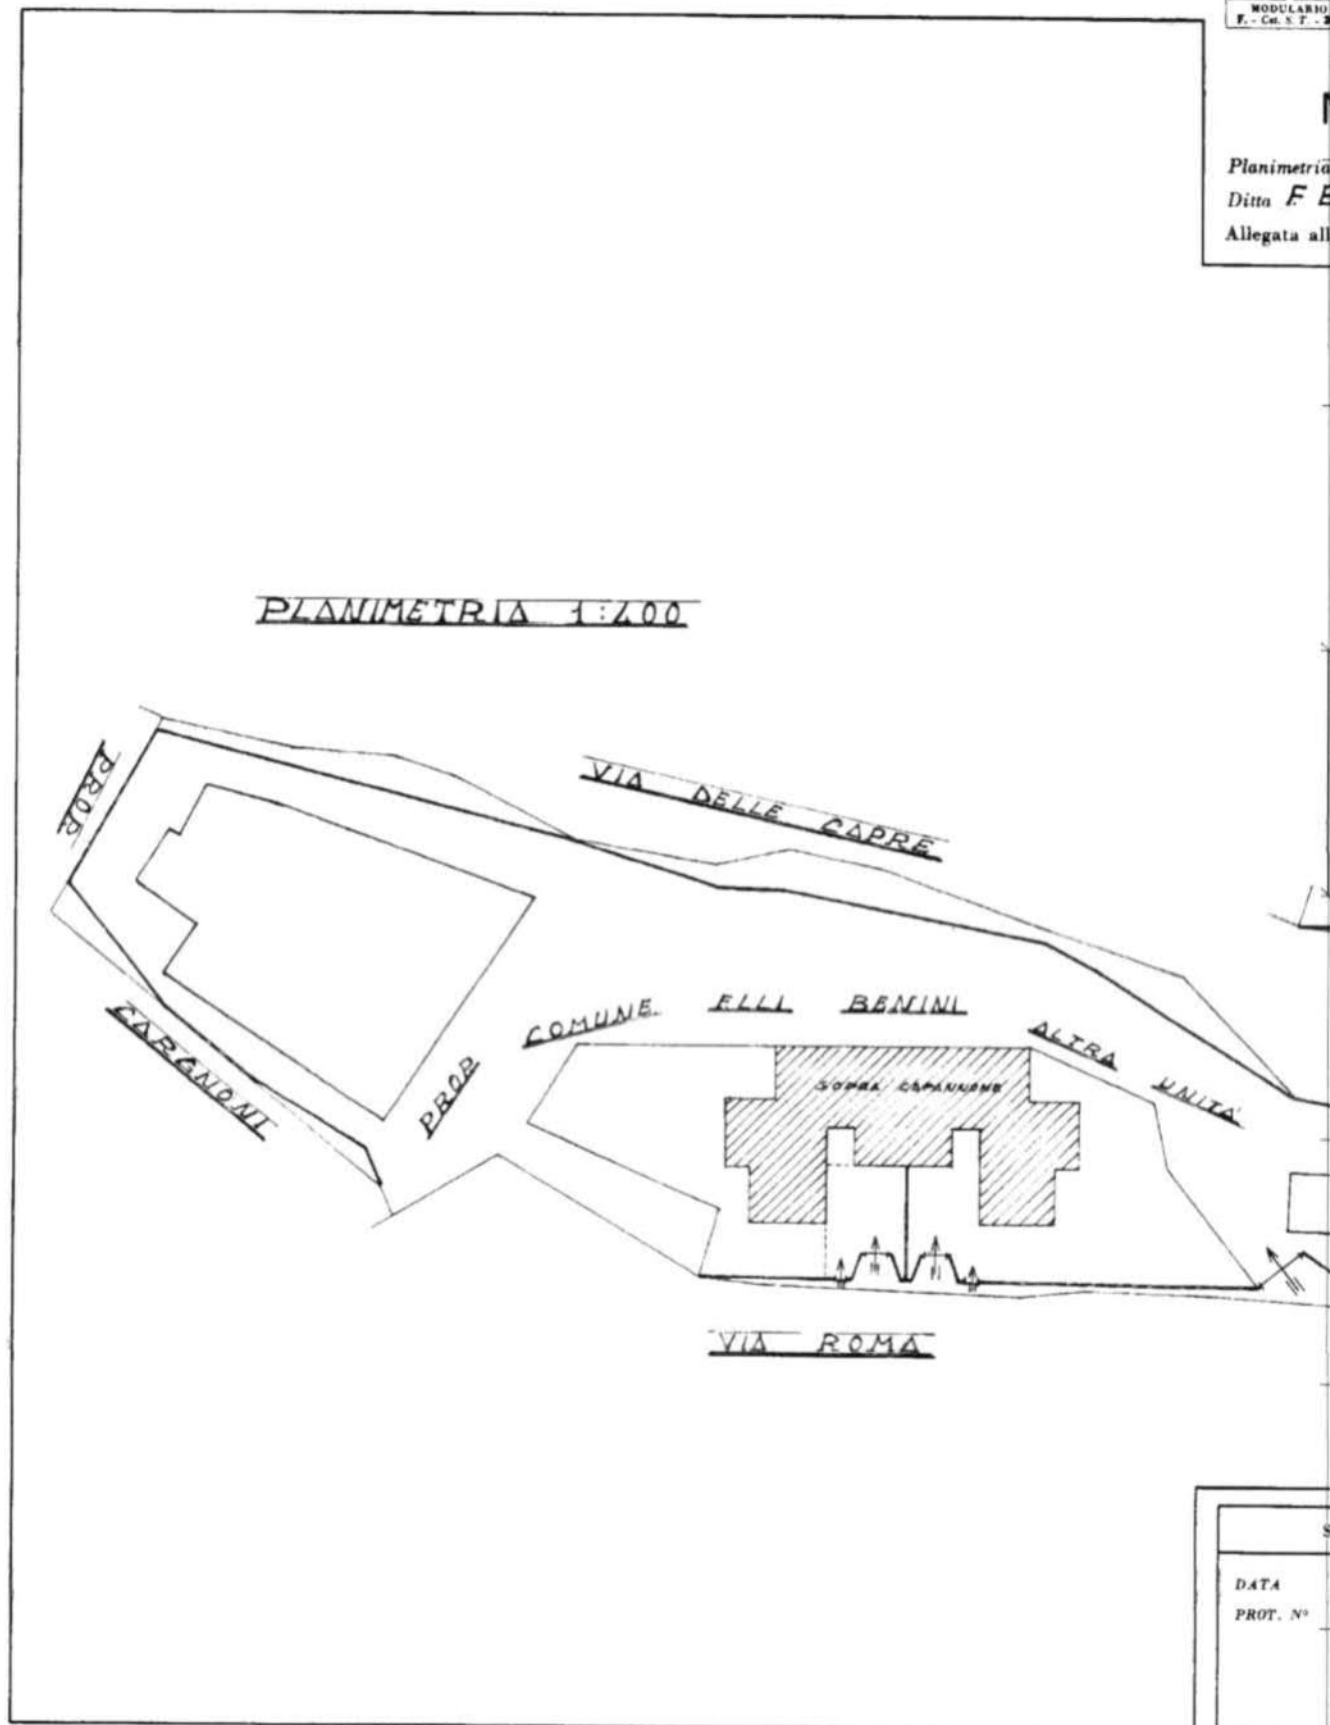 MODULARIO
F. - Cat. S. T. -
Planimetria
Ditta F. B
Allegata all
PLANIMETRIA 1:400
PROP
VIA DELLE CAPRE
CARGNONI
PROP COMUNE F.LLI BENINI ALTRA UNITA'
SOPRA CAPANNONE
VIA ROMA
S
DATA
PROT. N°